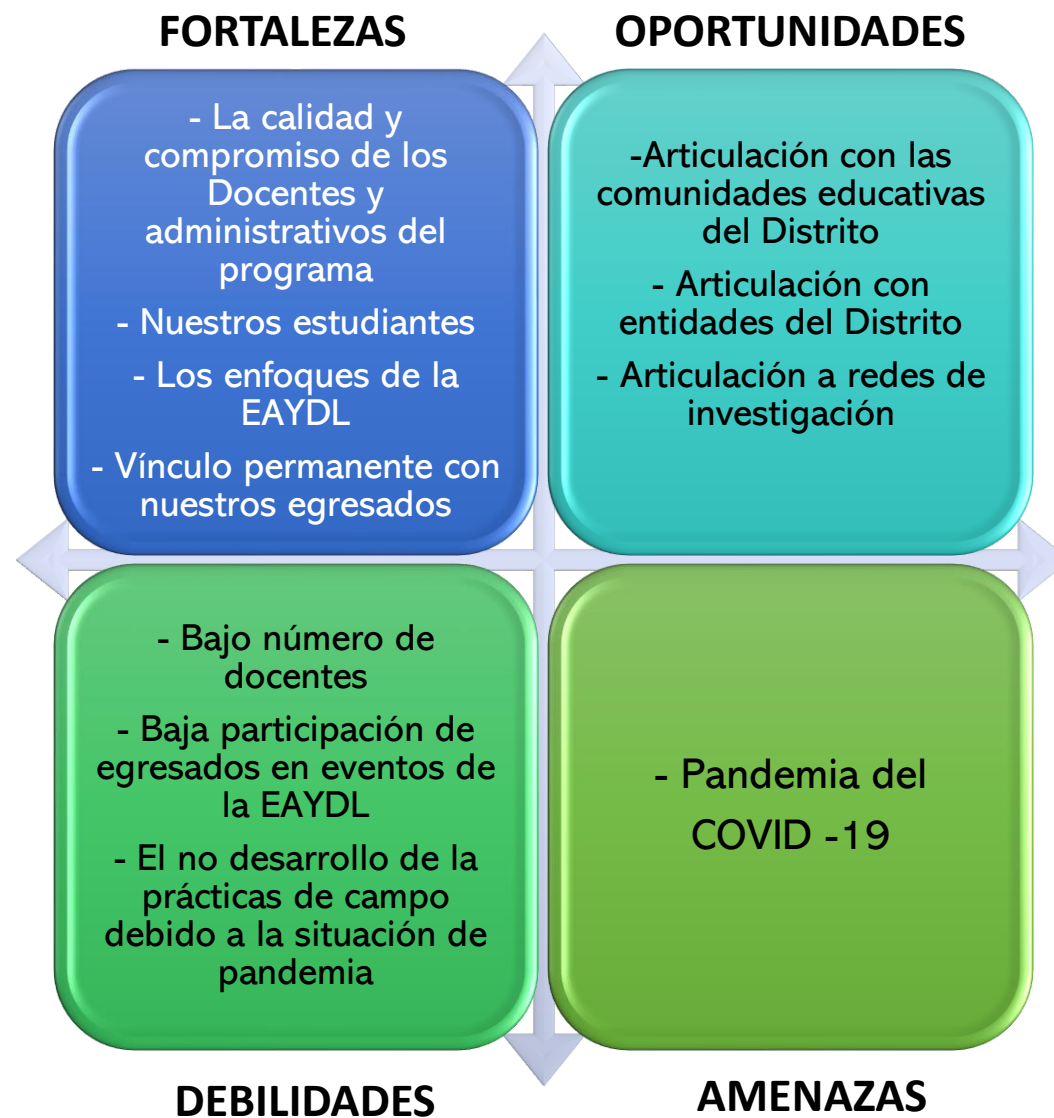 FORTALEZAS
- La calidad y
compromiso de los
Docentes y
administrativos del
programa
- Nuestros estudiantes
- Los enfoques de la
EAYDL
- Vínculo permanente con
nuestros egresados
OPORTUNIDADES
-Articulación con las
comunidades educativas
del Distrito
- Articulación con
entidades del Distrito
- Articulación a redes de
investigación
- Bajo número de
docentes
- Baja participación de
egresados en eventos de
la EAYDL
- El no desarrollo de la
prácticas de campo
debido a la situación de
pandemia
DEBILIDADES
- Pandemia del
COVID -19
AMENAZAS